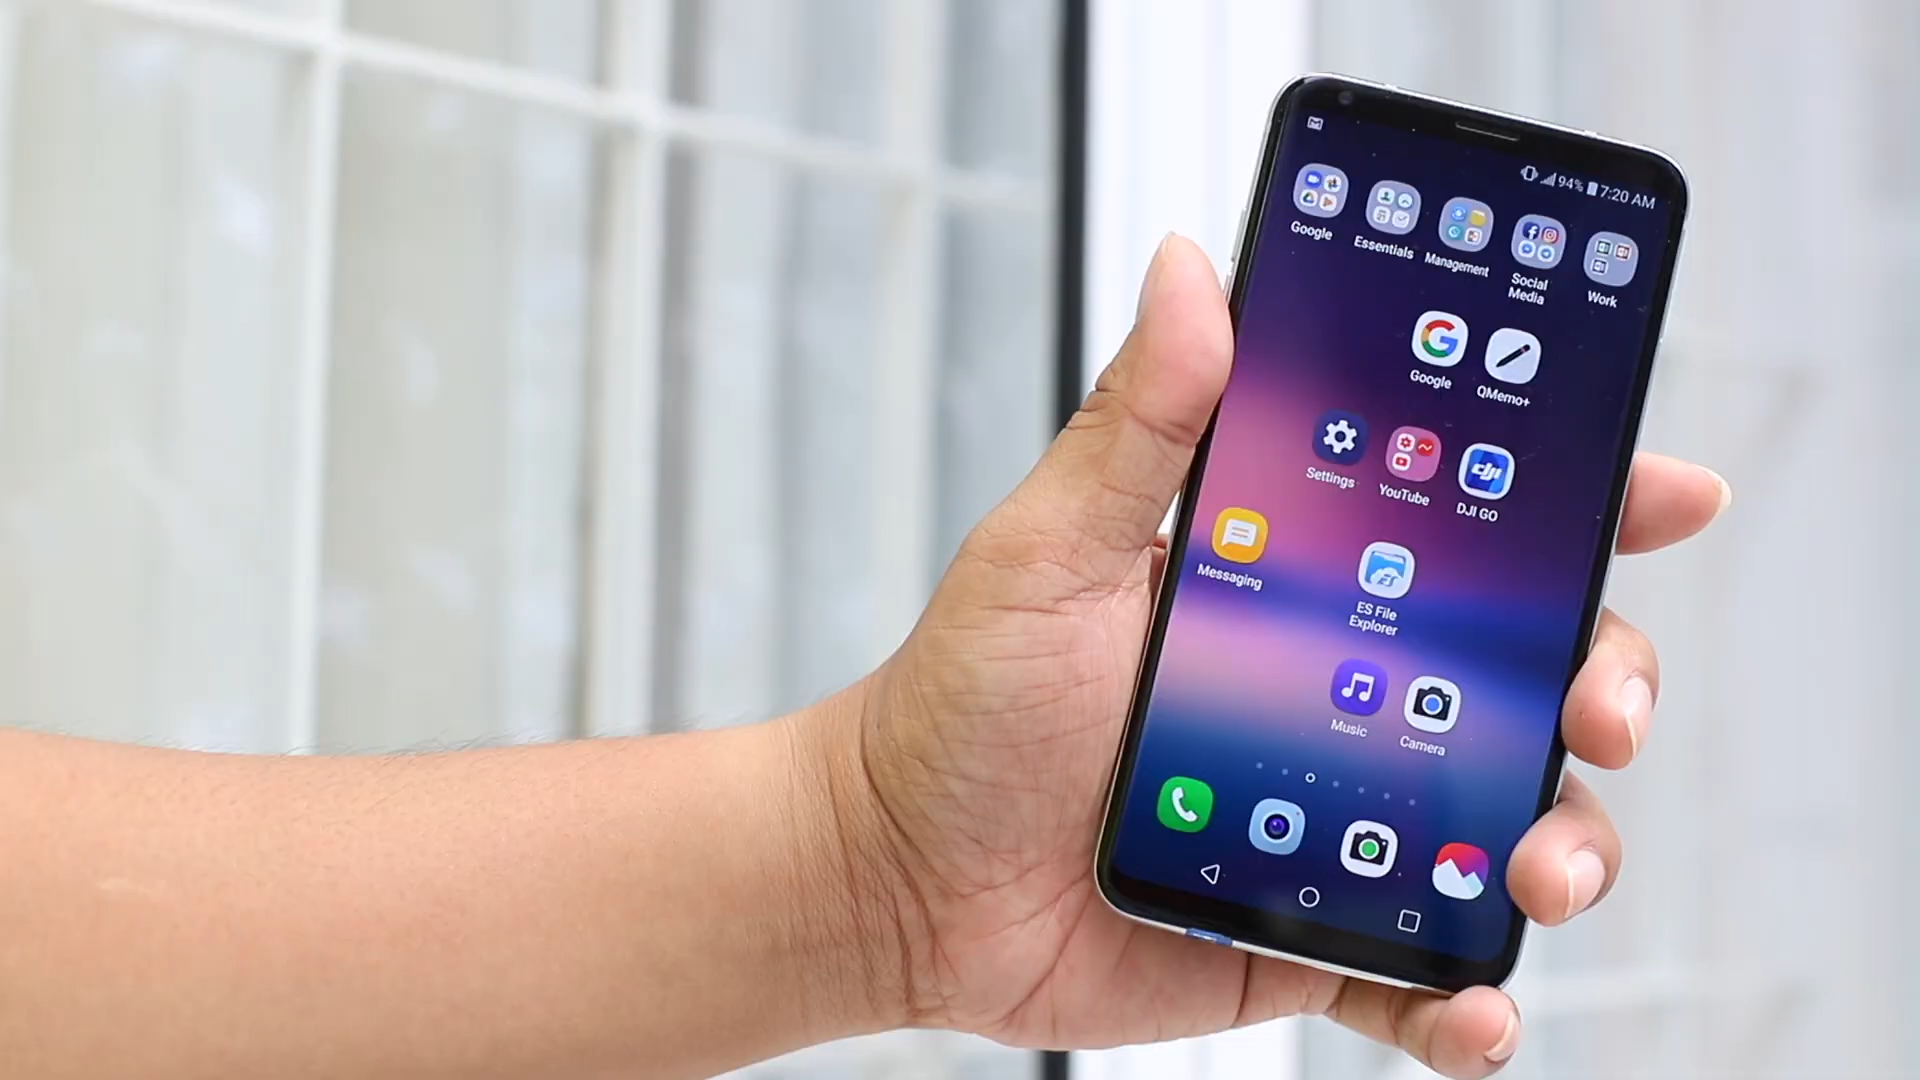 94% 7:20 AM
Google
Essentials
Management
Social
Media
Work
Google
QMemo+
Settings
YouTube
dji
DJI GO
Messaging
ES File
Explorer
Music
Camera